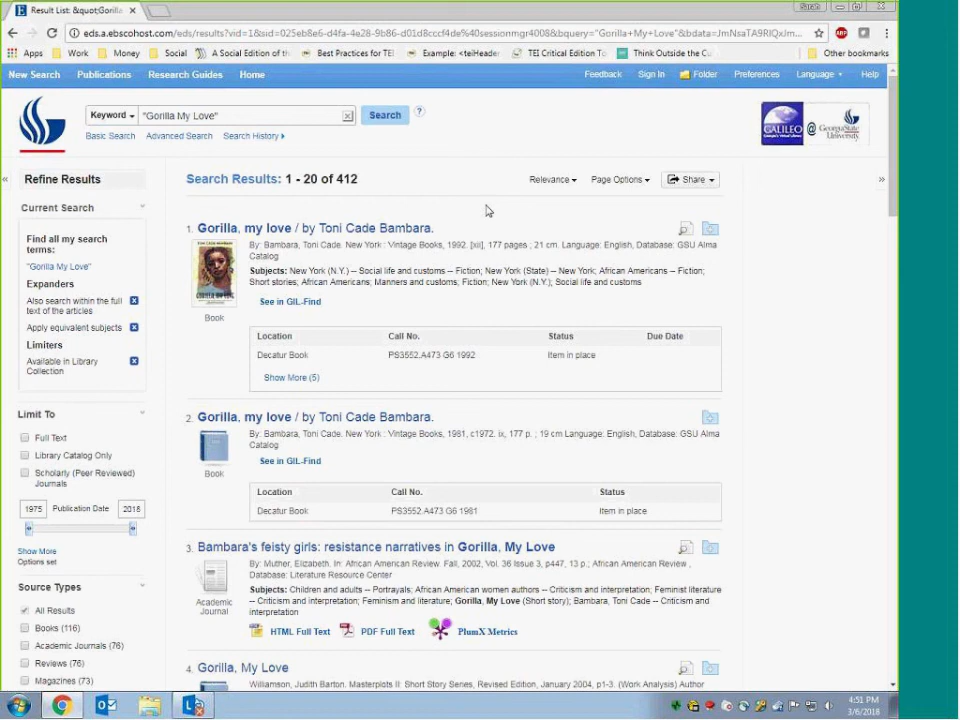 Result List: &quot;Gorilla
Sarah
eds.a.ebscohost.com/eds/results?vid=1&sid=025eb8e6-d4fa-4e28-9b86-d01d8cccf4de%40sessionmgr4008&bquery="Gorilla+My+Love"&bdata=JmNsaTA9RlQxJm...
Apps Work Money Social A Social Edition of th Best Practices for TEI Example: <teiHeader TEI Critical Edition To Think Outside the Cu Other bookmarks
New Search Publications Research Guides Home Feedback Sign In Folder Preferences Language Help
Keyword "Gorilla My Love" Search ?
Basic Search Advanced Search Search History
GALILEO @ Georgia State University
« Refine Results
Search Results: 1 - 20 of 412 Relevance Page Options Share »
Current Search
Find all my search terms:
"Gorilla My Love"
Expanders
Also search within the full text of the articles
Apply equivalent subjects
Limiters
Available in Library Collection
Limit To
Full Text
Library Catalog Only
Scholarly (Peer Reviewed) Journals
1975 Publication Date 2018
Show More
Options set
Source Types
All Results
Books (116)
Academic Journals (76)
Reviews (76)
Magazines (73)
1. Gorilla, my love / by Toni Cade Bambara.
By: Bambara, Toni Cade. New York : Vintage Books, 1992. [xii], 177 pages ; 21 cm. Language: English, Database: GSU Alma
Catalog
Subjects: New York (N.Y.) -- Social life and customs -- Fiction; New York (State) -- New York; African Americans -- Fiction;
Short stories; African Americans; Manners and customs; Fiction; New York (N.Y.); Social life and customs
See in GIL-Find
Book
Location Call No. Status Due Date
Decatur Book PS3552.A473 G6 1992 Item in place
Show More (5)
2. Gorilla, my love / by Toni Cade Bambara.
By: Bambara, Toni Cade. New York : Vintage Books, 1981, c1972. ix, 177 p. ; 19 cm Language: English, Database: GSU Alma
Catalog
See in GIL-Find
Book
Location Call No. Status
Decatur Book PS3552.A473 G6 1981 Item in place
3. Bambara's feisty girls: resistance narratives in Gorilla, My Love
By: Muther, Elizabeth. In: African American Review. Fall, 2002, Vol. 36 Issue 3, p447, 13 p.; African American Review ,
Database: Literature Resource Center
Subjects: Children and adults -- Portrayals; African American women authors -- Criticism and interpretation; Feminist literature
-- Criticism and interpretation; Feminism and literature; Gorilla, My Love (Short story); Bambara, Toni Cade -- Criticism and
interpretation
Academic Journal
HTML Full Text PDF Full Text PlumX Metrics
4. Gorilla, My Love
Williamson, Judith Barton. Masterplots II: Short Story Series, Revised Edition, January 2004, p1-3. (Work Analysis) Author
4:51 PM
3/6/2018